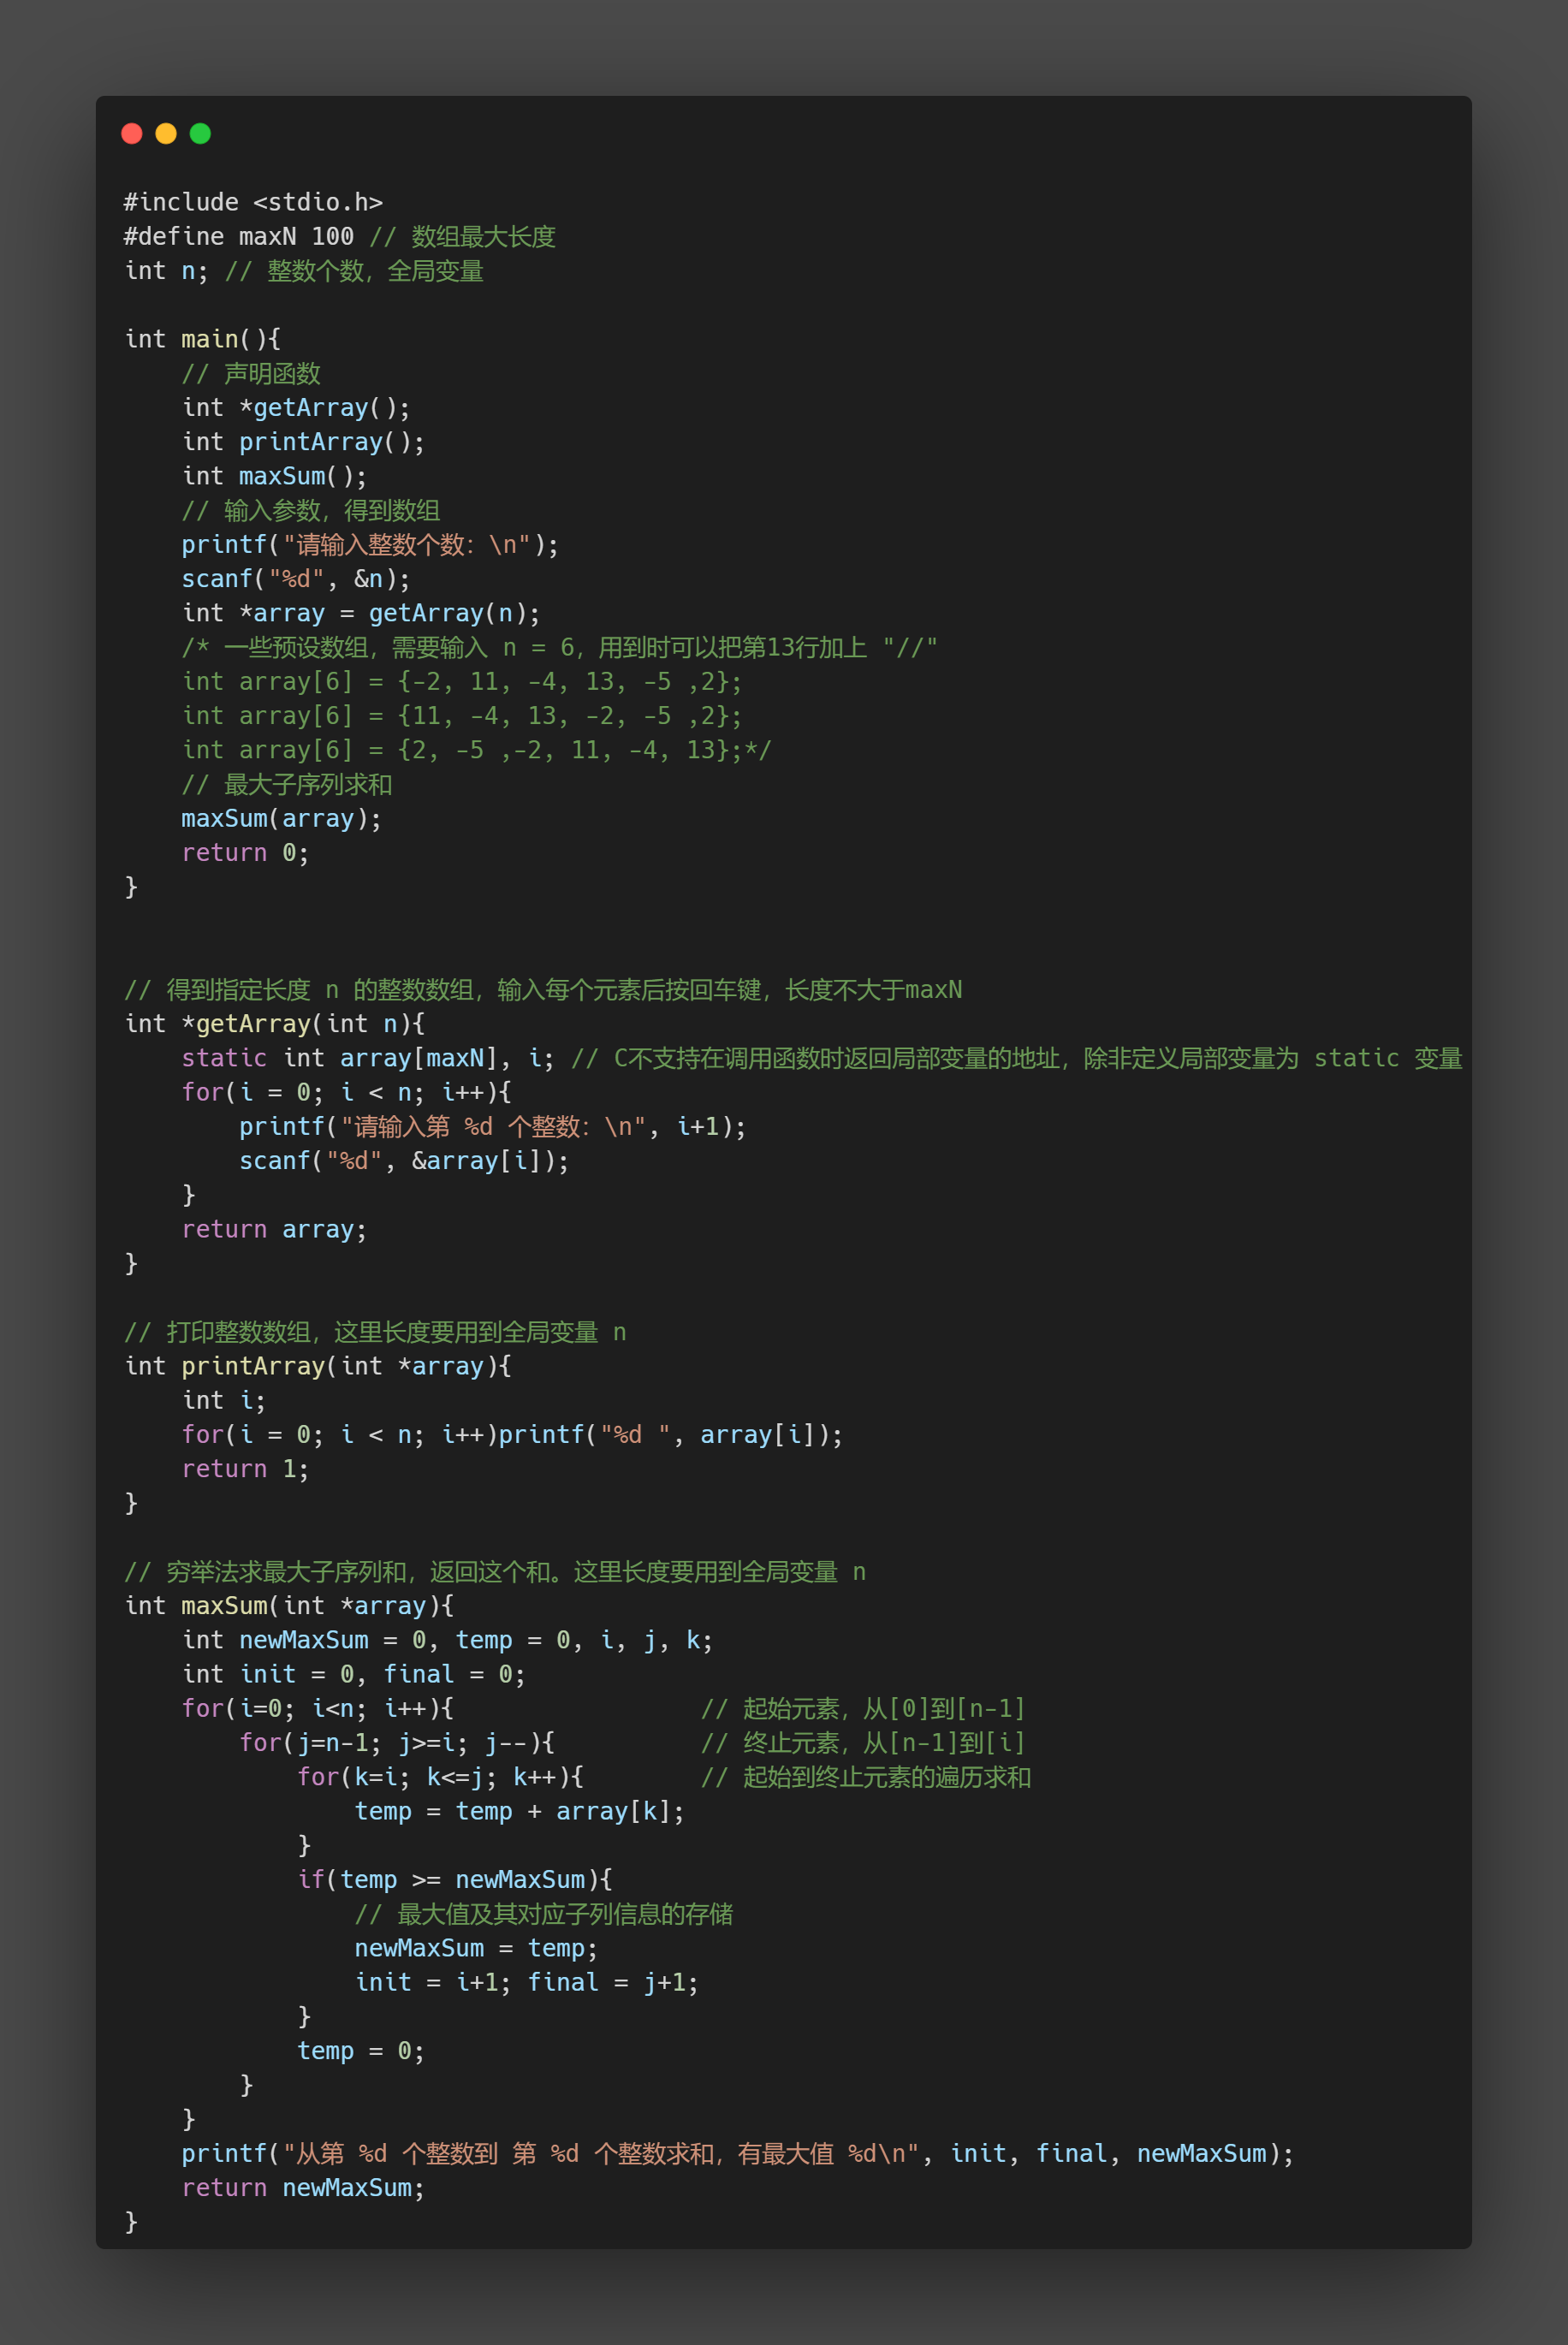 #include <stdio.h>
#define maxN 100 // 数组最大长度
int n; // 整数个数，全局变量

int main(){
    // 声明函数
    int *getArray();
    int printArray();
    int maxSum();
    // 输入参数，得到数组
    printf("请输入整数个数：\n");
    scanf("%d", &n);
    int *array = getArray(n);
    /* 一些预设数组，需要输入 n = 6，用到时可以把第13行加上 "//"
    int array[6] = {-2, 11, -4, 13, -5 ,2};
    int array[6] = {11, -4, 13, -2, -5 ,2};
    int array[6] = {2, -5 ,-2, 11, -4, 13};*/
    // 最大子序列求和
    maxSum(array);
    return 0;
}


// 得到指定长度 n 的整数数组，输入每个元素后按回车键，长度不大于maxN
int *getArray(int n){
    static int array[maxN], i; // C不支持在调用函数时返回局部变量的地址，除非定义局部变量为 static 变量
    for(i = 0; i < n; i++){
        printf("请输入第 %d 个整数：\n", i+1);
        scanf("%d", &array[i]);
    }
    return array;
}

// 打印整数数组，这里长度要用到全局变量 n
int printArray(int *array){
    int i;
    for(i = 0; i < n; i++)printf("%d ", array[i]);
    return 1;
}

// 穷举法求最大子序列和，返回这个和。这里长度要用到全局变量 n
int maxSum(int *array){
    int newMaxSum = 0, temp = 0, i, j, k;
    int init = 0, final = 0;
    for(i=0; i<n; i++){                 // 起始元素，从[0]到[n-1]
        for(j=n-1; j>=i; j--){          // 终止元素，从[n-1]到[i]
            for(k=i; k<=j; k++){        // 起始到终止元素的遍历求和
                temp = temp + array[k];
            }
            if(temp >= newMaxSum){
                // 最大值及其对应子列信息的存储
                newMaxSum = temp;
                init = i+1; final = j+1;
            }
            temp = 0;
        }
    }
    printf("从第 %d 个整数到 第 %d 个整数求和，有最大值 %d\n", init, final, newMaxSum);
    return newMaxSum;
}